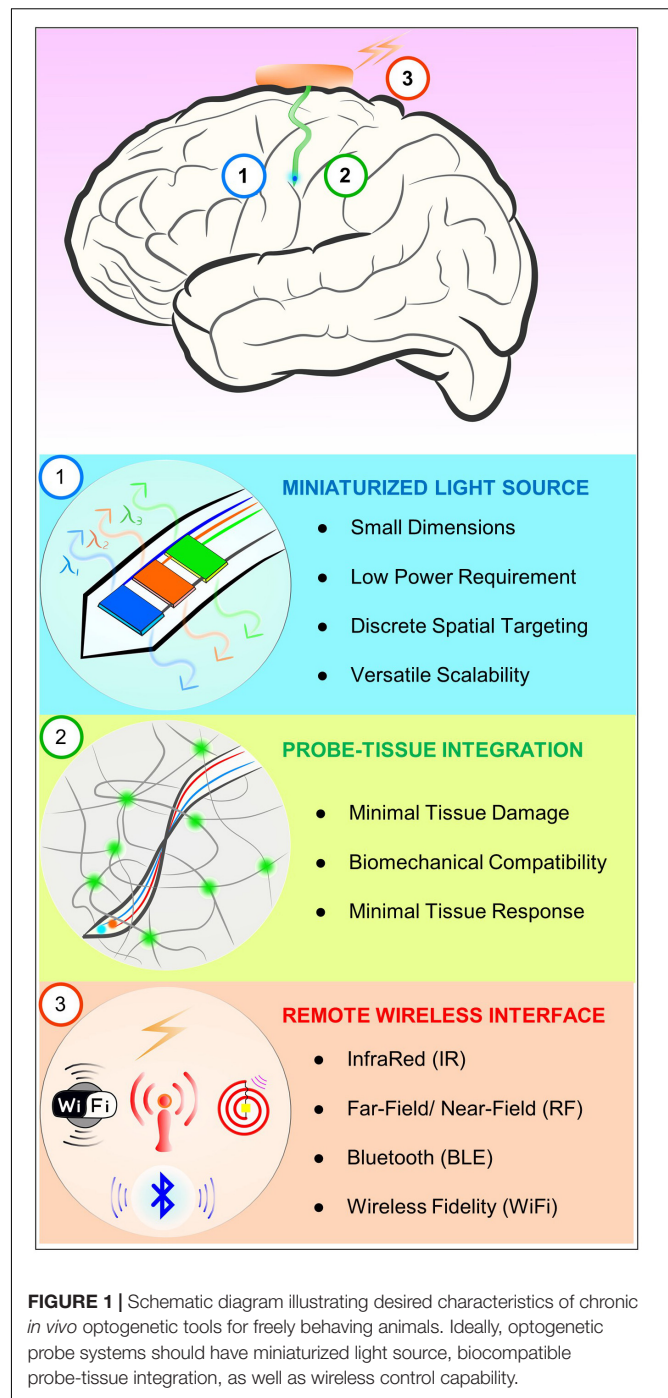 3
1
2
1
MINIATURIZED LIGHT SOURCE
λ1 λ2 λ3
● Small Dimensions
● Low Power Requirement
● Discrete Spatial Targeting
● Versatile Scalability
2
PROBE-TISSUE INTEGRATION
● Minimal Tissue Damage
● Biomechanical Compatibility
● Minimal Tissue Response
3
REMOTE WIRELESS INTERFACE
Wi Fi
● InfraRed (IR)
● Far-Field/ Near-Field (RF)
● Bluetooth (BLE)
● Wireless Fidelity (WiFi)
FIGURE 1 | Schematic diagram illustrating desired characteristics of chronic
in vivo optogenetic tools for freely behaving animals. Ideally, optogenetic
probe systems should have miniaturized light source, biocompatible
probe-tissue integration, as well as wireless control capability.